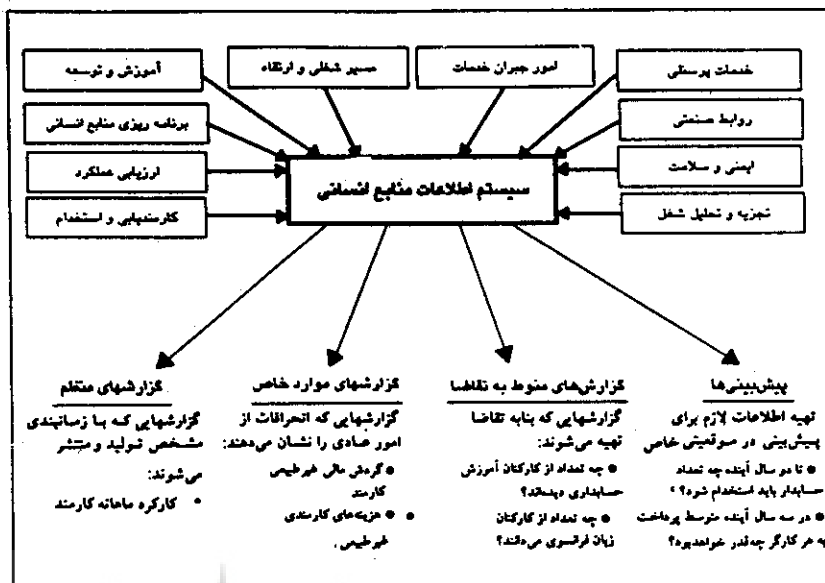 خدمات پرسنلی
امور جبران خدمات
مسیر شغلی و ارتقاء
آموزش و توسعه
روابط صنعتی
برنامه ریزی منابع انسانی
ایمنی و سلامت
ارزیابی عملکرد
سیستم اطلاعات منابع انسانی
تجزیه و تحلیل شغل
کارمندیابی و استخدام
پیش‌بینی‌ها
تهیه اطلاعات لازم برای
پیش‌بینی در موقعیتی خاص
● تا دو سال آینده چه تعداد
حسابدار باید استخدام شود؟
● در سه سال آینده متوسط پرداخت
به هر کارگر چه‌قدر خواهدبود؟
گزارش‌های منوط به تقاضا
گزارشهایی که بنابه تقاضا
تهیه می‌شوند:
● چه تعداد از کارکنان آموزش
حسابداری دیده‌اند؟
● چه تعداد از کارکنان
زبان فرانسوی می‌دانند؟
گزارشهای موارد خاص
گزارشهایی که انحرافات از
امور عادی را نشان می‌دهند:
● گردش مالی غیرطبیعی
کارمند
● هزینه‌های کارمندی
غیرطبیعی.
گزارشهای منظم
گزارشهایی که با زمانبندی
مشخص تولید و منتشر
می‌شوند:
• کارکرد ماهانه کارمند